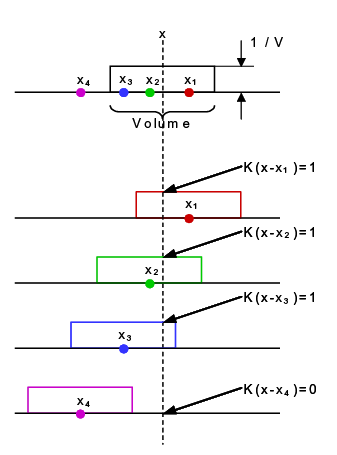 x
1 / V
x₄ x₃ x₂ x₁
Volume
K(x-x₁)=1
x₁
K(x-x₂)=1
x₂
K(x-x₃)=1
x₃
K(x-x₄)=0
x₄